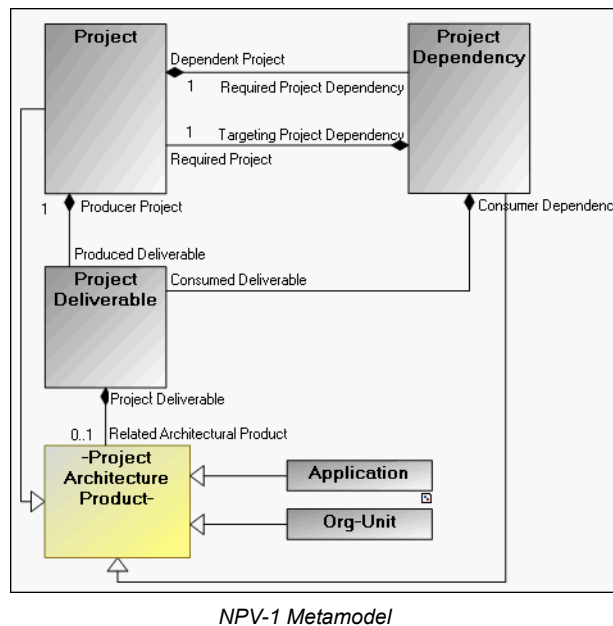 Project
Project
Dependency
Dependent Project
1
Required Project Dependency
1
Targeting Project Dependency
Required Project
1
Producer Project
Consumer Dependenc
Produced Deliverable
Project
Deliverable
Consumed Deliverable
Project Deliverable
0..1
Related Architectural Product
-Project
Architecture
Product-
Application
Org-Unit
NPV-1 Metamodel